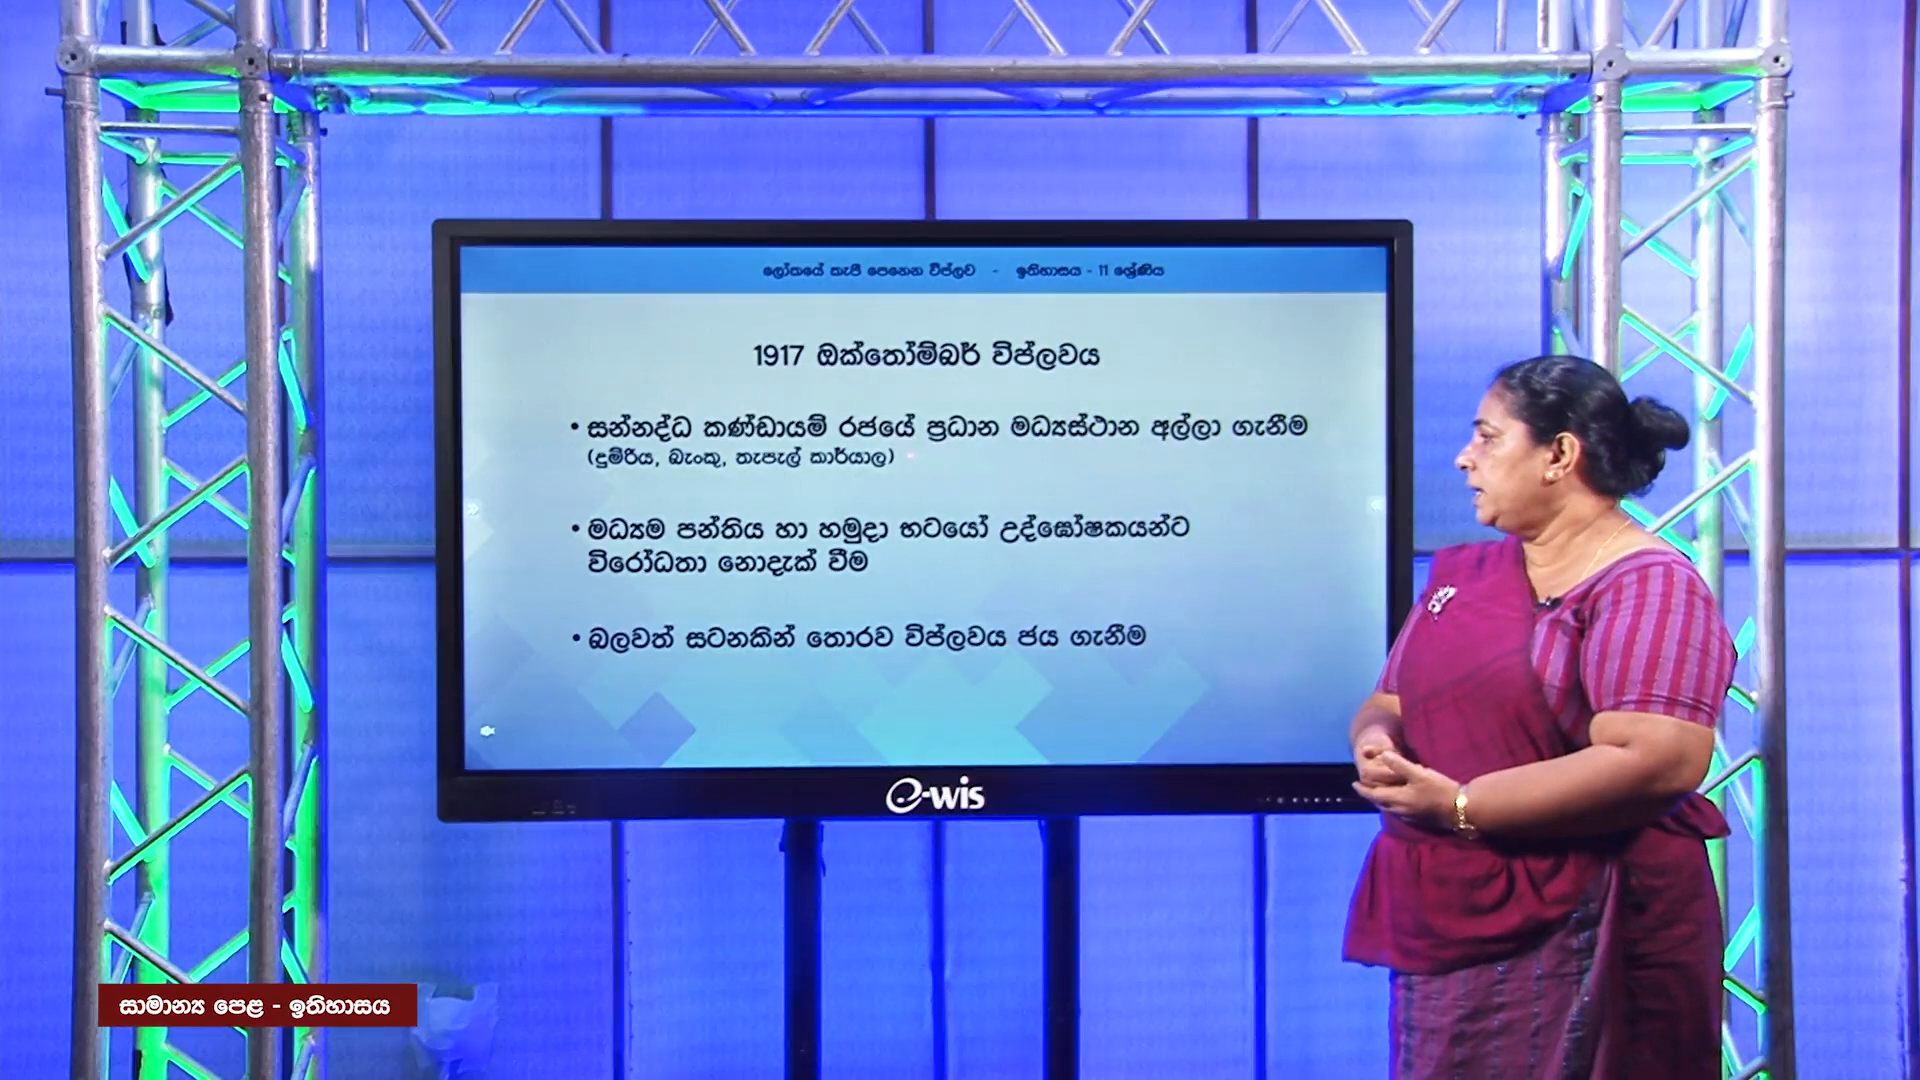 ලෝකයේ කැපී පෙනෙන විප්ලව - ඉතිහාසය - 11 ශ්‍රේණිය
1917 ඔක්තෝම්බර් විප්ලවය
• සන්නද්ධ කණ්ඩායම් රජයේ ප්‍රධාන මධ්‍යස්ථාන අල්ලා ගැනීම
(දුම්රිය, බැංකු, තැපැල් කාර්යාල)
• මධ්‍යම පන්තිය හා හමුදා භටයෝ උද්ඝෝෂකයන්ට
විරෝධතා නොදැක් වීම
• බලවත් සටනකින් තොරව විප්ලවය ජය ගැනීම
e-wis
සාමාන්‍ය පෙළ - ඉතිහාසය